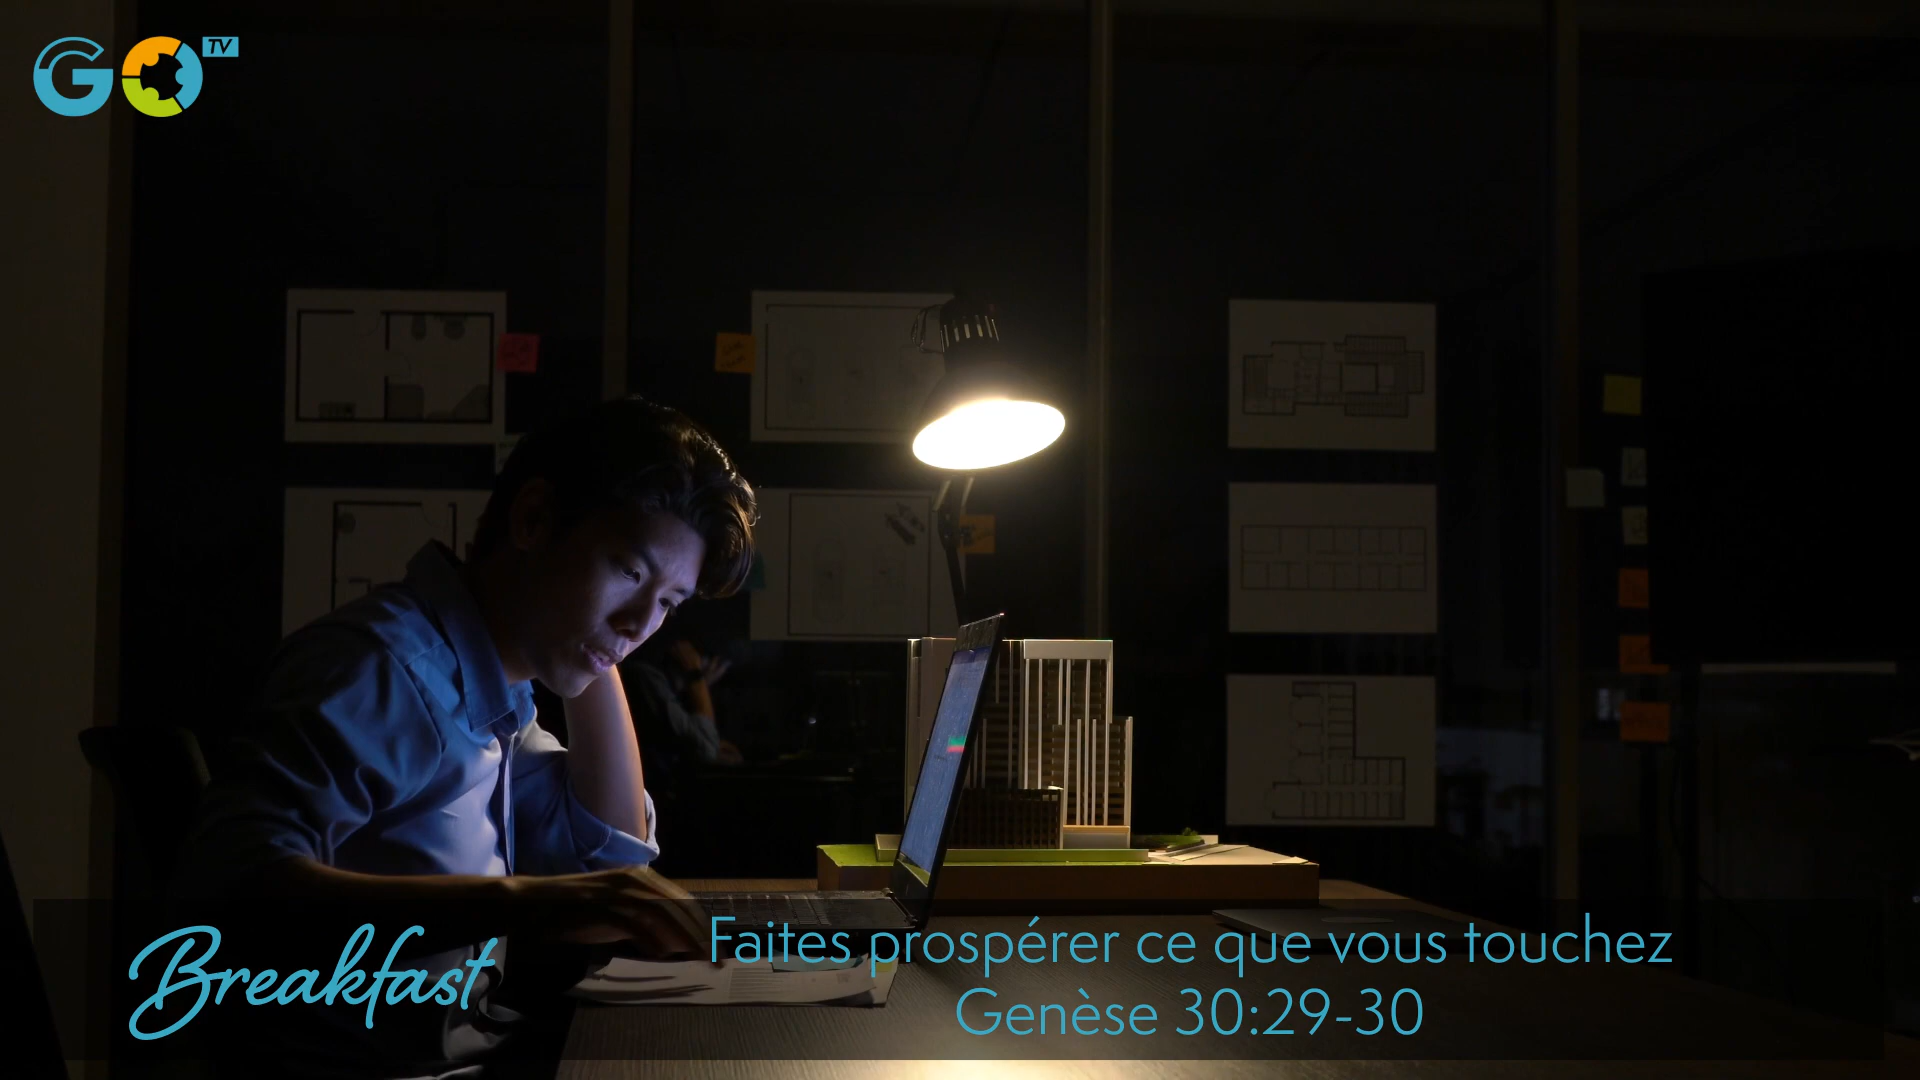 GO TV
Breakfast
Faites prospérer ce que vous touchez
Genèse 30:29-30